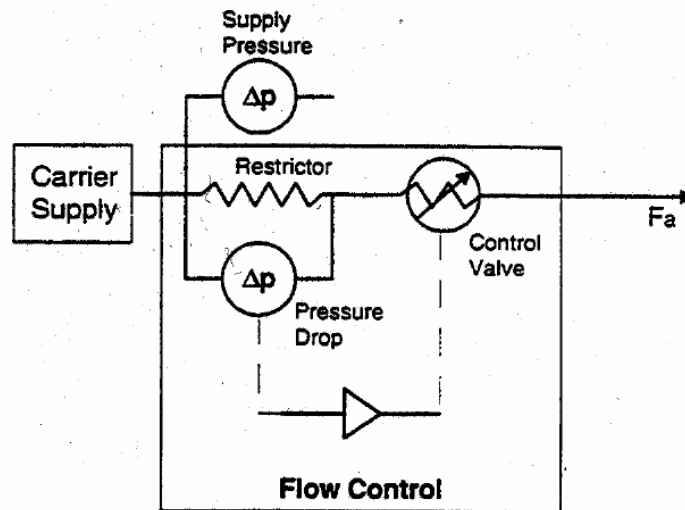 Supply
Pressure
Δp
Carrier
Supply
Restrictor
Fa
Control
Valve
Δp
Pressure
Drop
Flow Control